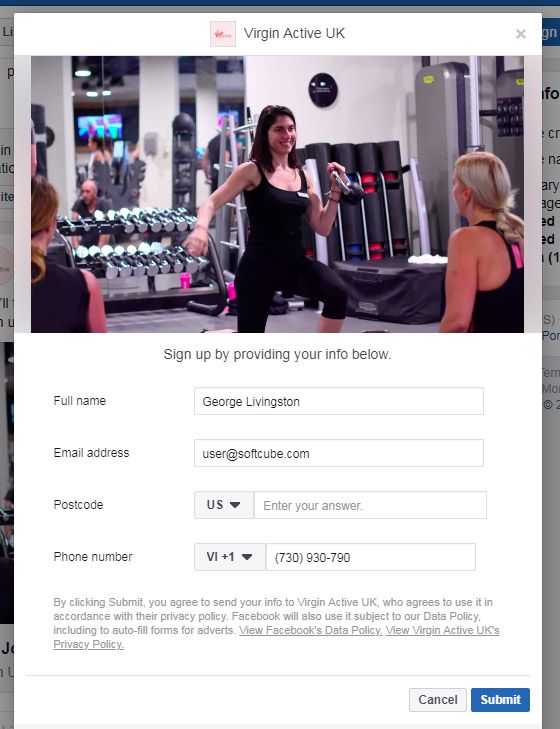 Virgin Active UK
×
Sign up by providing your info below.
Full name
George Livingston
Email address
user@softcube.com
Postcode
US
Enter your answer.
Phone number
VI +1
(730) 930-790
By clicking Submit, you agree to send your info to Virgin Active UK, who agrees to use it in
accordance with their privacy policy. Facebook will also use it subject to our Data Policy,
including to auto-fill forms for adverts. View Facebook's Data Policy. View Virgin Active UK's
Privacy Policy.
Cancel
Submit